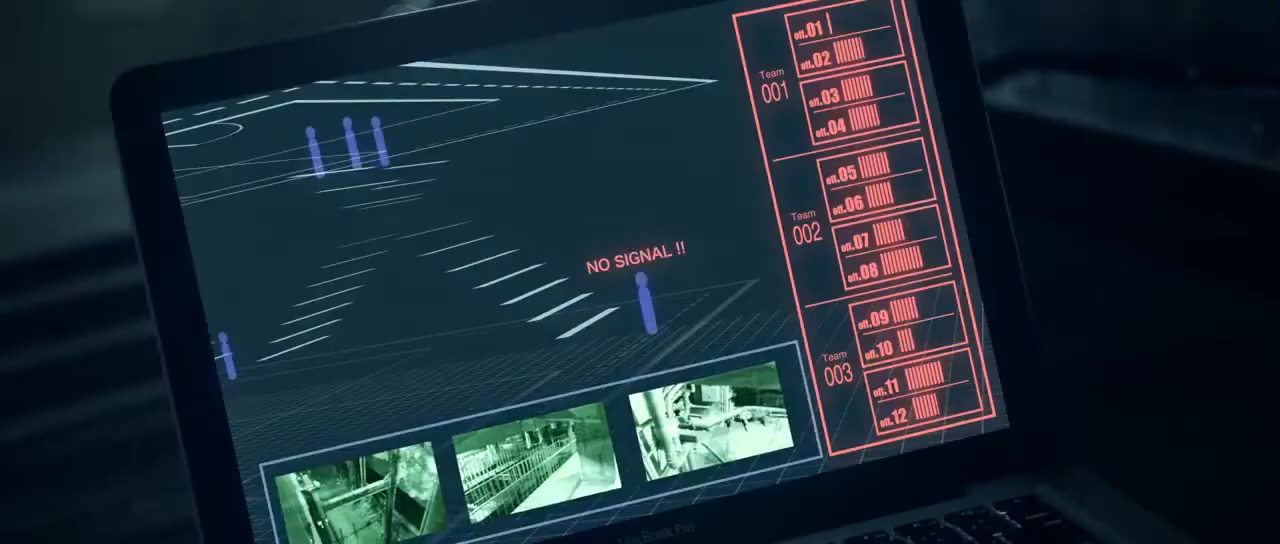 NO SIGNAL !!
Team
001
off.01
off.02
off.03
off.04
Team
002
off.05
off.06
off.07
off.08
Team
003
off.09
off.10
off.11
off.12
MacBook Pro